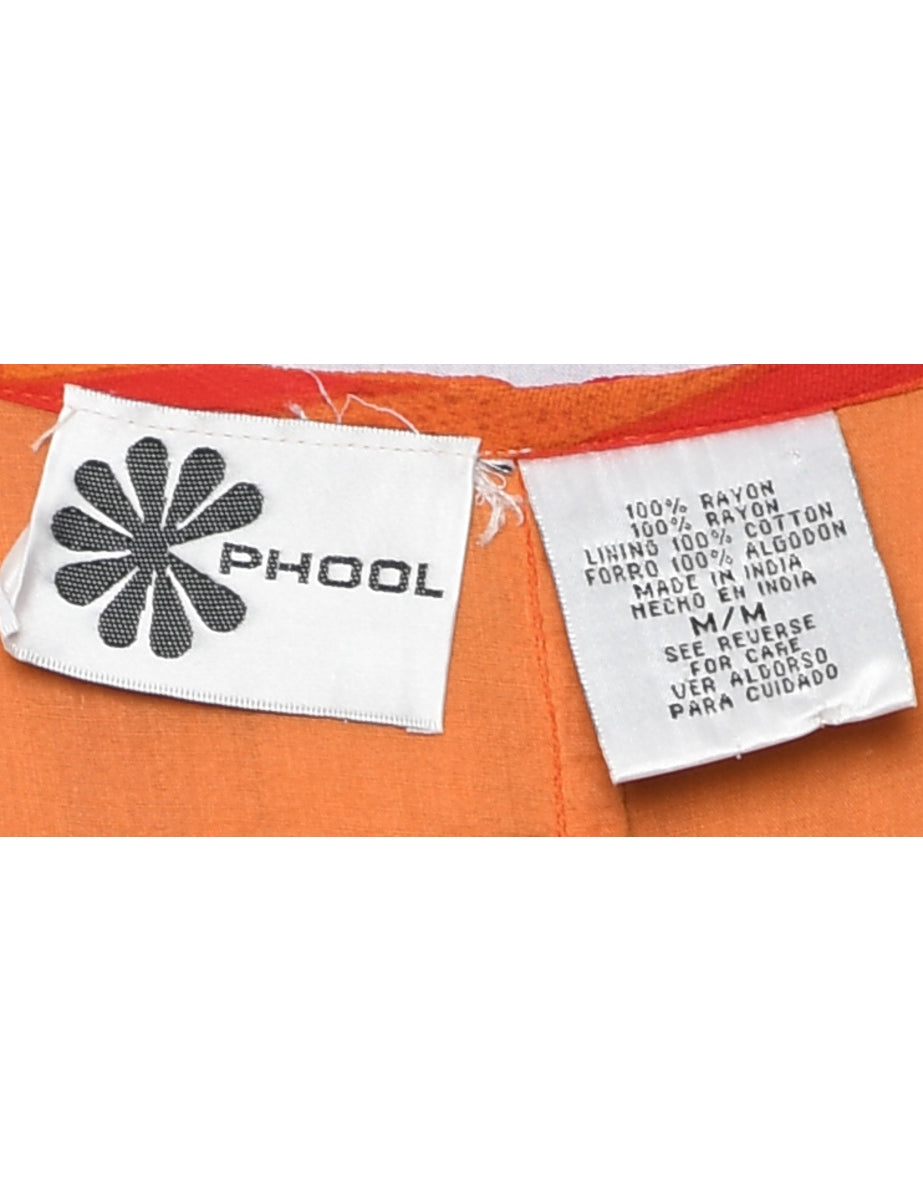 PHOOL
100% RAYON
100% RAYON
LINING 100% COTTON
FORRO 100% ALGODON
MADE IN INDIA
HECHO EN INDIA
M/M
SEE REVERSE
FOR CARE
VER ALDORSO
PARA CUIDADO